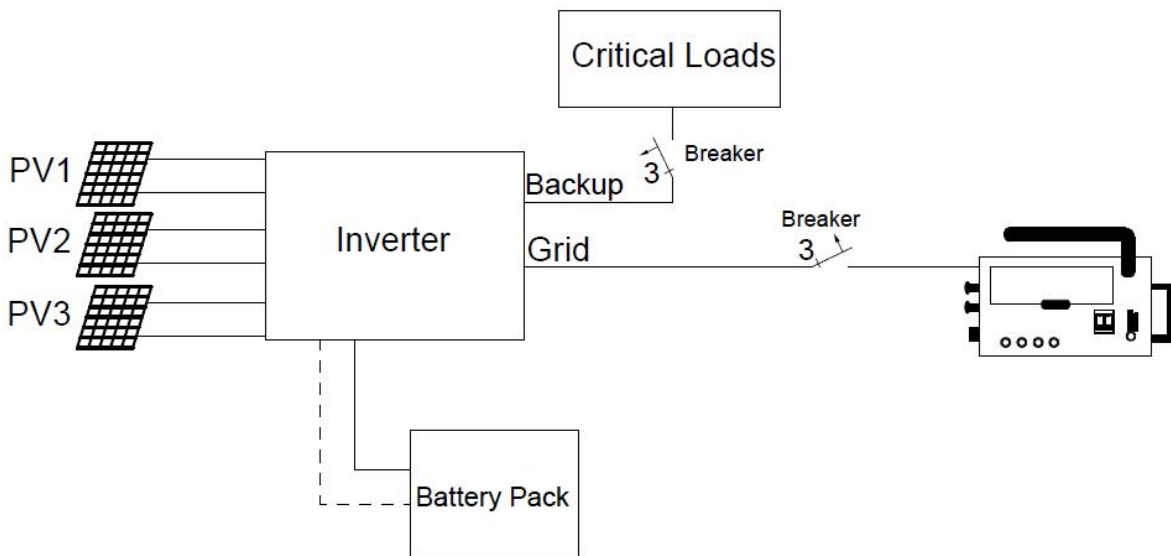 Critical Loads
3
Breaker
PV1
Backup
Breaker
PV2
Inverter
Grid
3
PV3
Battery Pack